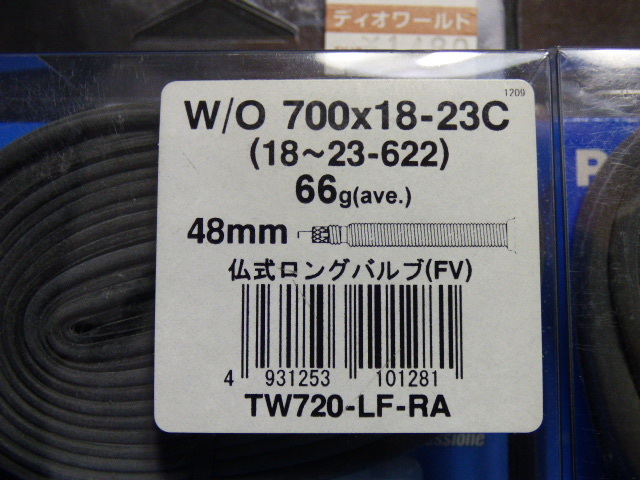 ディオワールド
1209
W/O 700x18-23C
(18~23-622)
66g(ave.)
48mm
仏式ロングバルブ(FV)
4 931253 101281
TW720-LF-RA